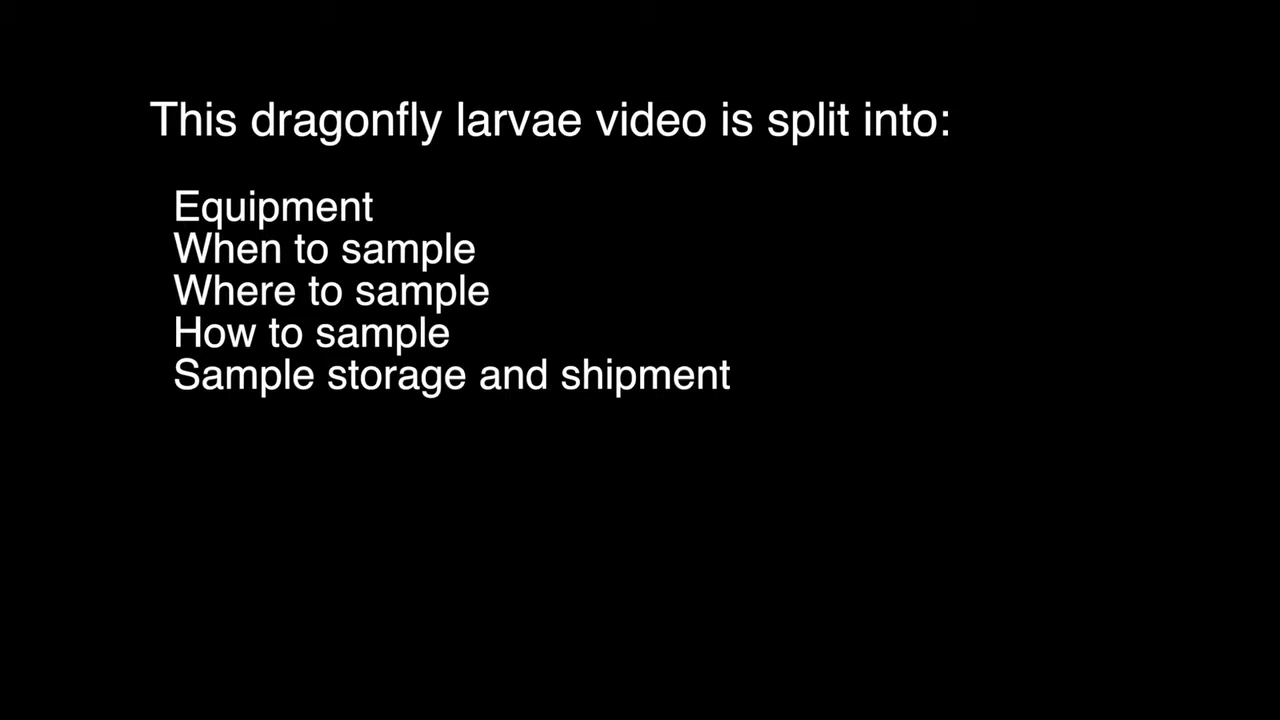 This dragonfly larvae video is split into:
Equipment
When to sample
Where to sample
How to sample
Sample storage and shipment